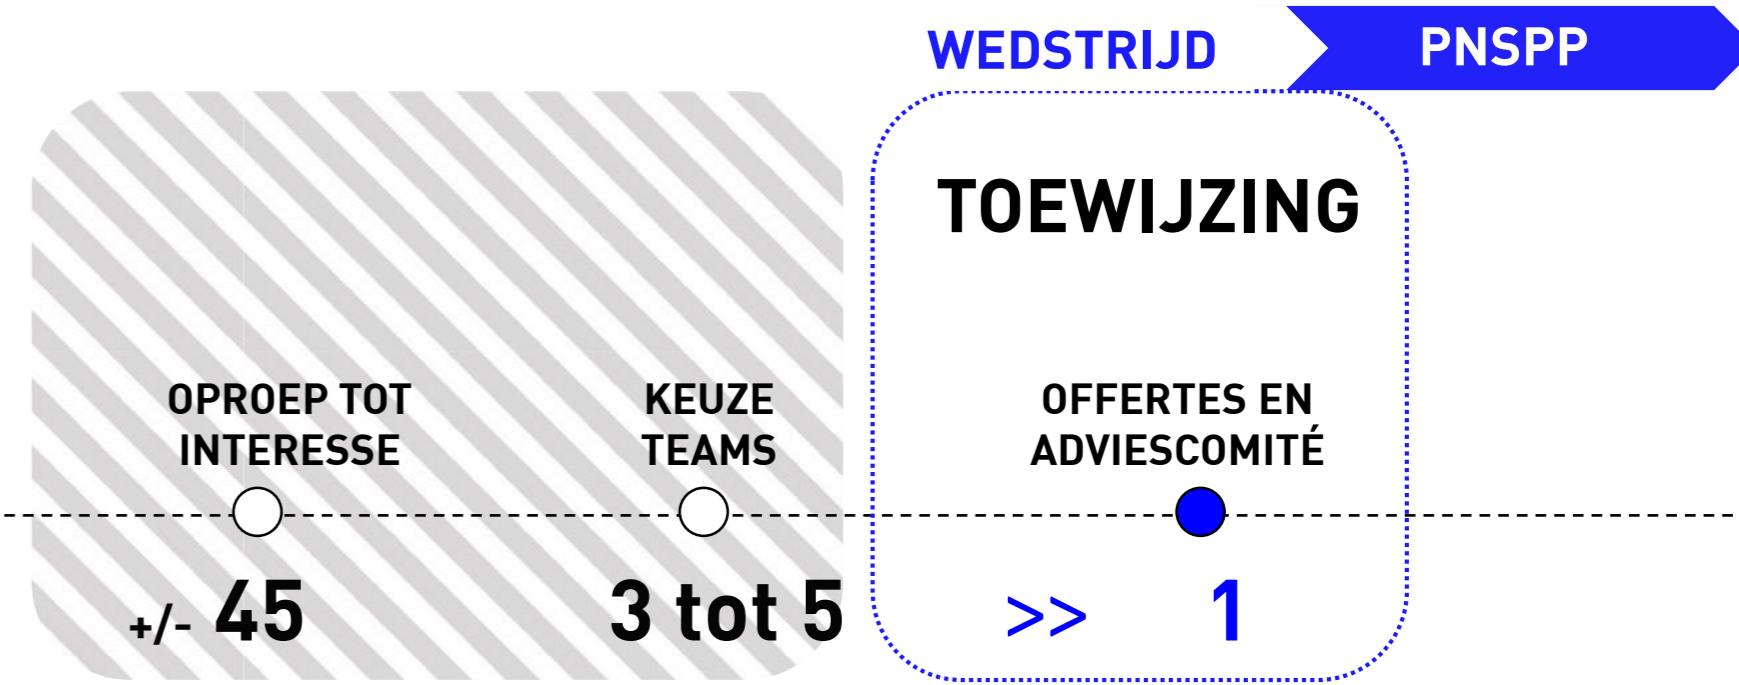 WEDSTRIJD
PNSPP
TOEWIJZING
OPROEP TOT
INTERESSE
KEUZE
TEAMS
OFFERTES EN
ADVIESCOMITÉ
+/- 45
3 tot 5
>> 1